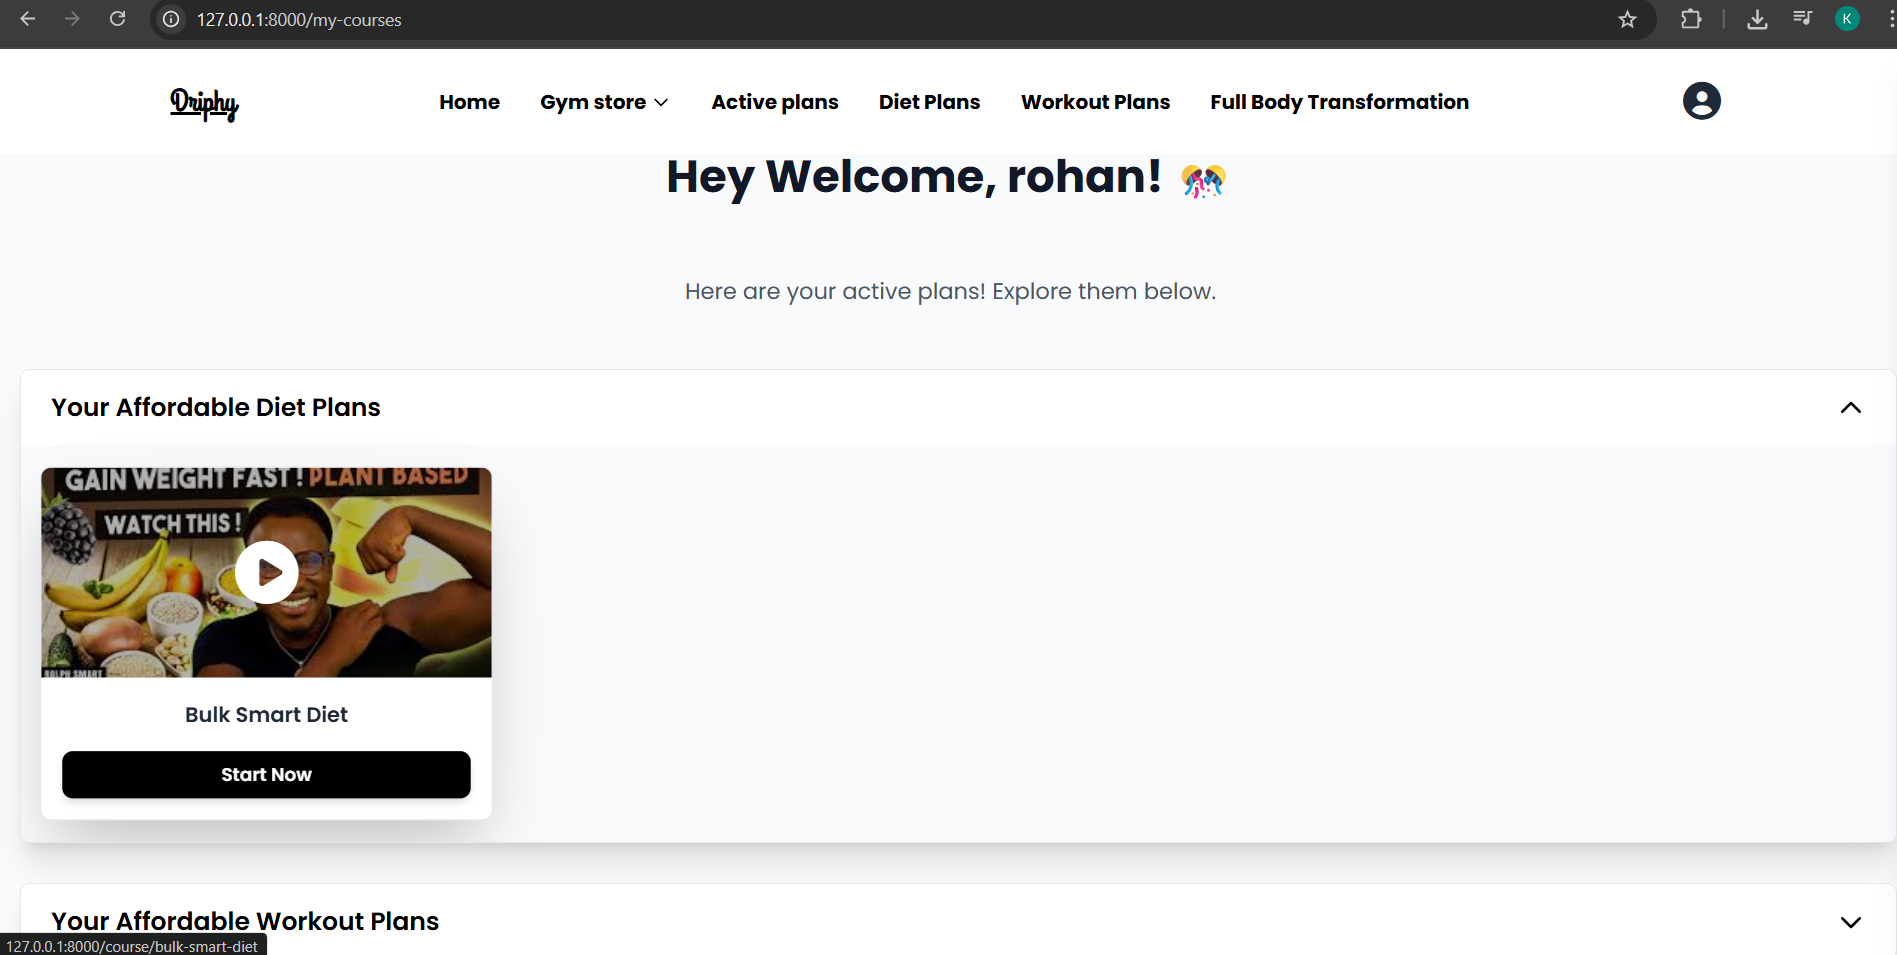 127.0.0.1:8000/my-courses
K
Driphy
Home
Gym store
Active plans
Diet Plans
Workout Plans
Full Body Transformation
Hey Welcome, rohan!
Here are your active plans! Explore them below.
Your Affordable Diet Plans
GAIN WEIGHT FAST ! PLANT BASED
WATCH THIS !
RALPH SMART
Bulk Smart Diet
Start Now
Your Affordable Workout Plans
127.0.0.1:8000/course/bulk-smart-diet